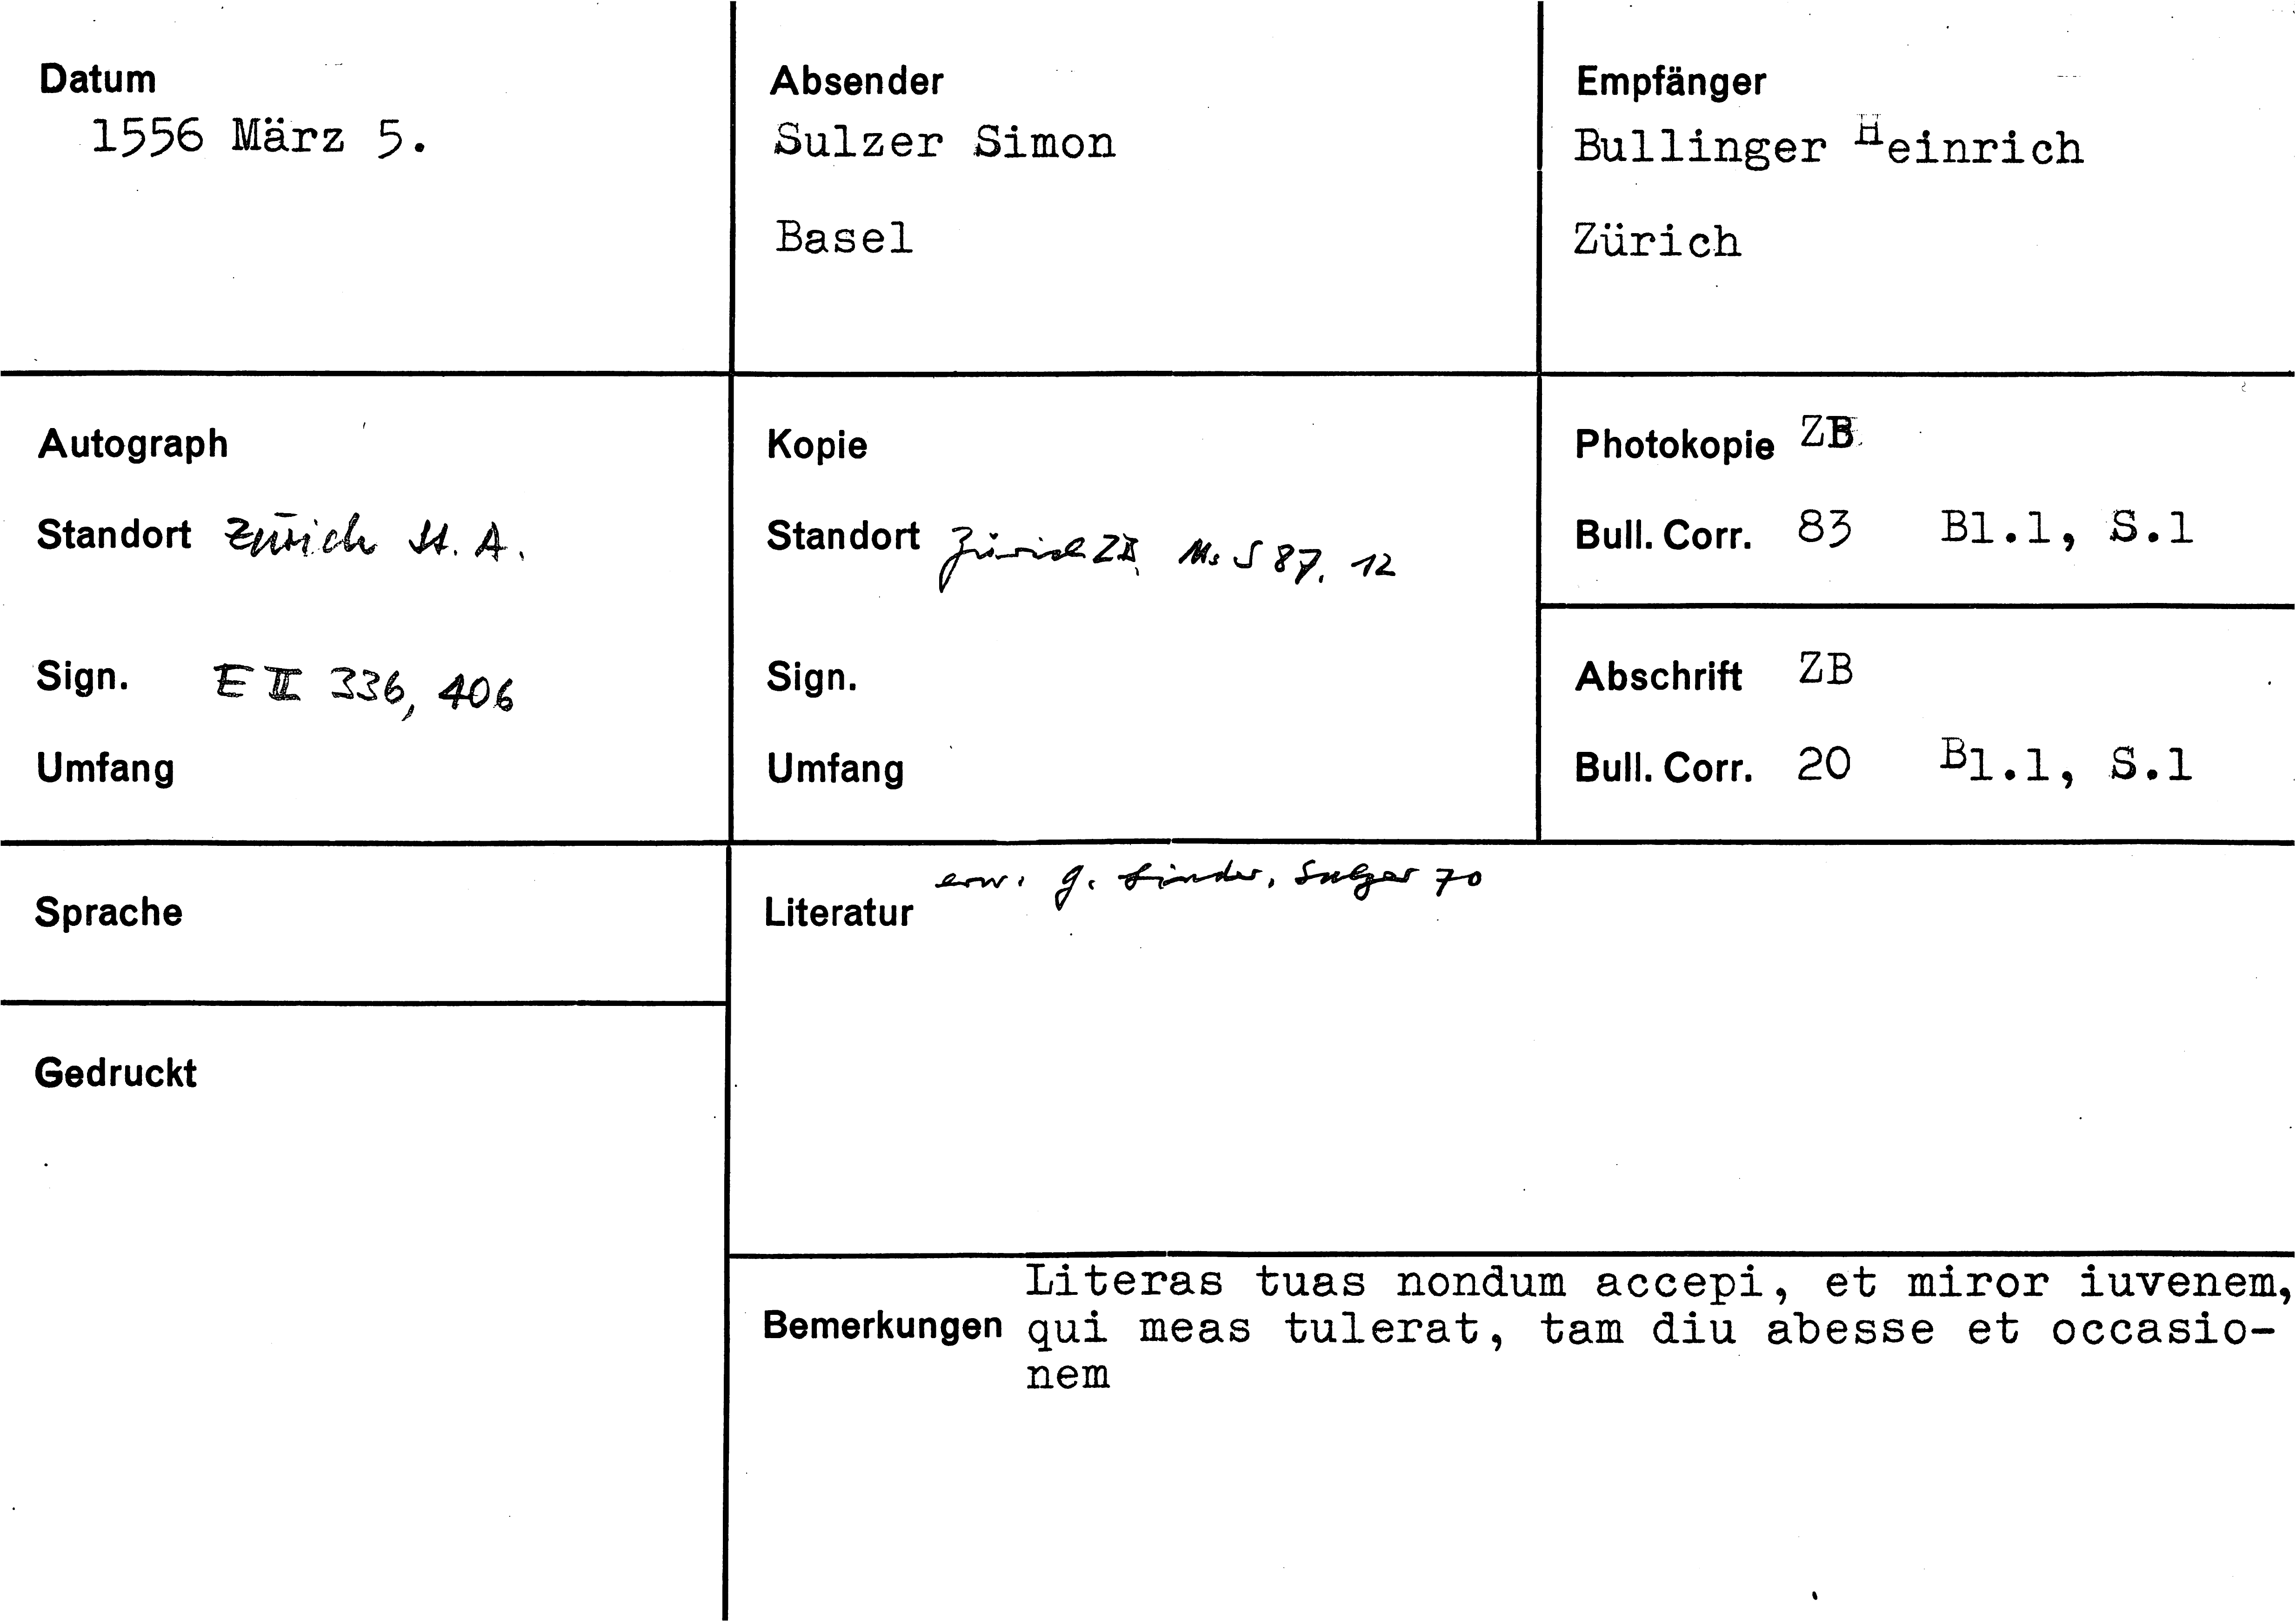 Datum
1556 März 5.
Absender
Sulzer Simon
Basel
Empfänger
Bullinger Heinrich
Zürich
Autograph
Standort Zürich St. A.
Sign. E II 336, 406
Umfang
Kopie
Standort Zürich ZB, Ms S 87, 12
Sign.
Umfang
Photokopie ZB
Bull. Corr. 83 Bl.1, S.1
Abschrift ZB
Bull. Corr. 20 Bl.1, S.1
Sprache
Gedruckt
erw. G. Linder, Sulzer 70
Literatur
Literas tuas nondum accepi, et miror iuvenem,
Bemerkungen qui meas tulerat, tam diu abesse et occasio-
nem